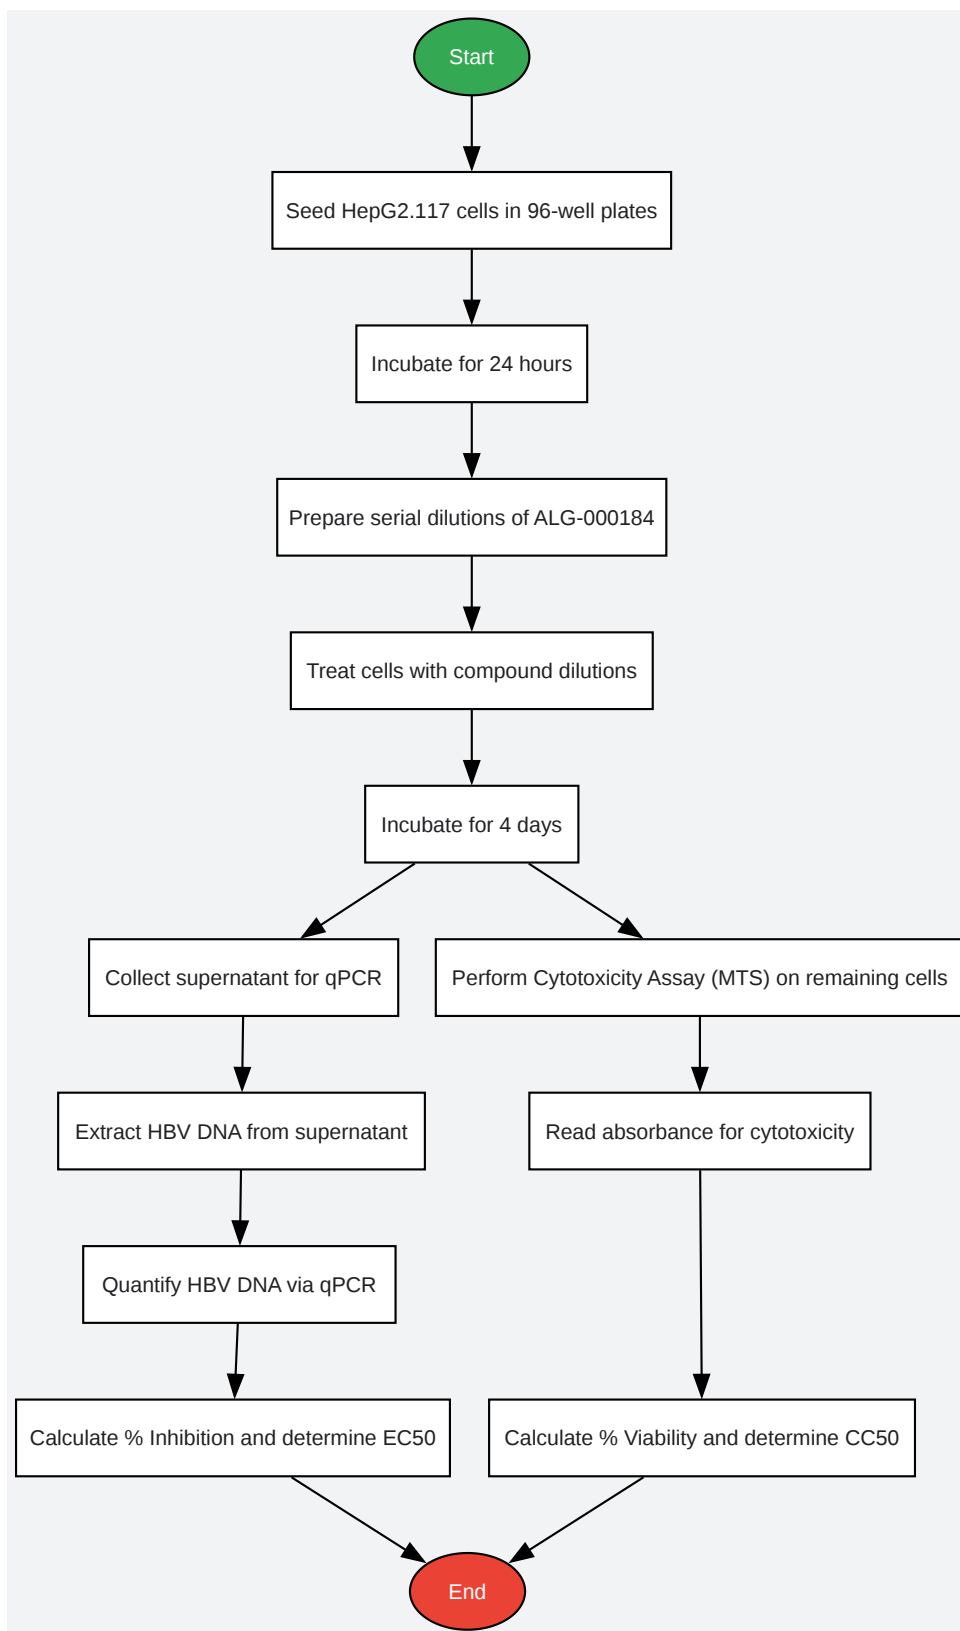 Start
Seed HepG2.117 cells in 96-well plates
Incubate for 24 hours
Prepare serial dilutions of ALG-000184
Treat cells with compound dilutions
Incubate for 4 days
Collect supernatant for qPCR
Perform Cytotoxicity Assay (MTS) on remaining cells
Extract HBV DNA from supernatant
Read absorbance for cytotoxicity
Quantify HBV DNA via qPCR
Calculate % Inhibition and determine EC50
Calculate % Viability and determine CC50
End